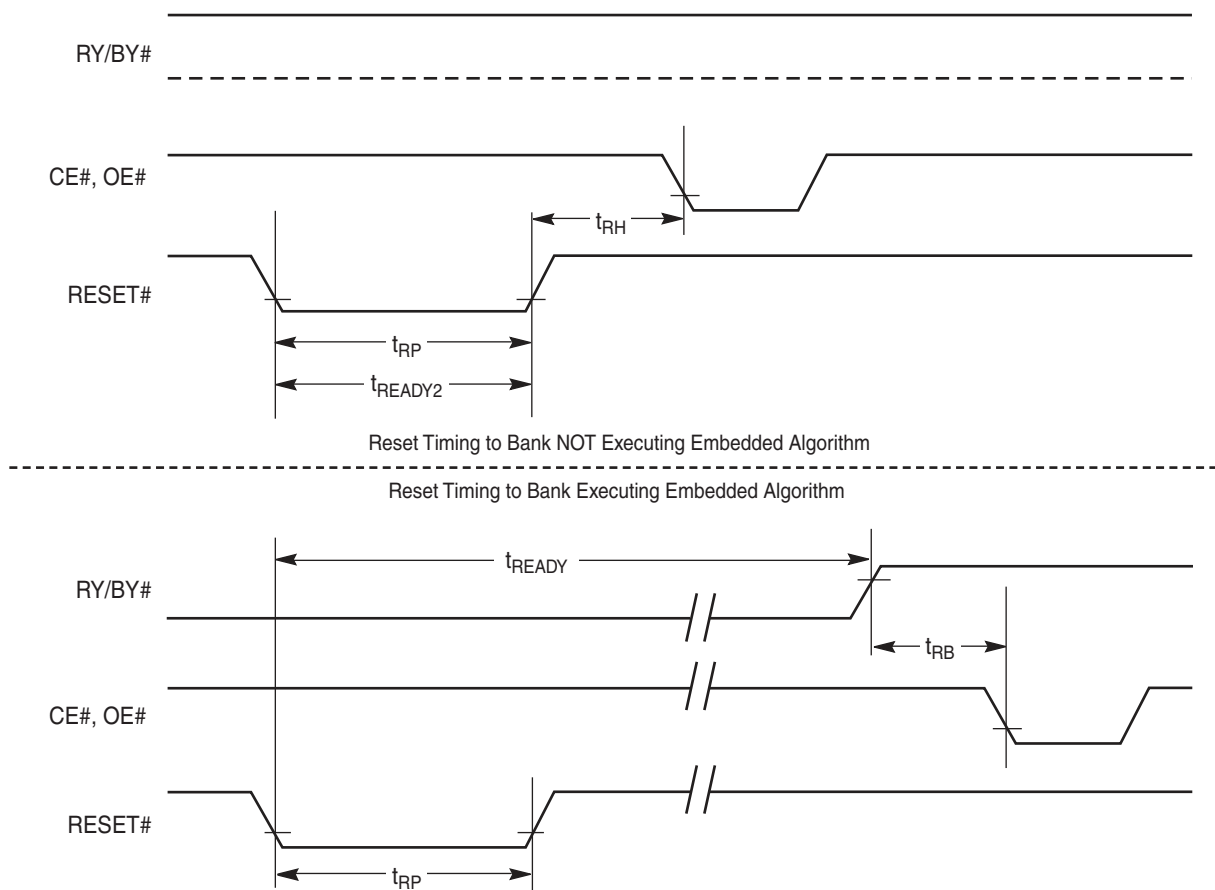 RY/BY#
CE#, OE#
tRH
RESET#
tRP
tREADY2
Reset Timing to Bank NOT Executing Embedded Algorithm
Reset Timing to Bank Executing Embedded Algorithm
tREADY
RY/BY#
tRB
CE#, OE#
RESET#
tRP